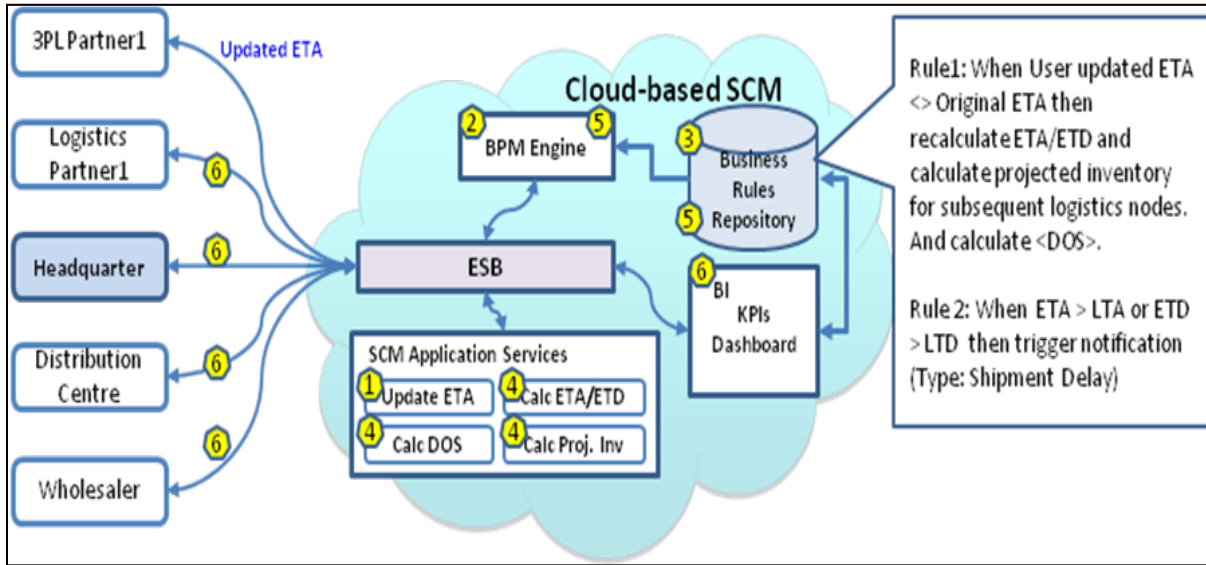 3PL Partner1
Updated ETA
Logistics
Partner1
6
Headquarter
6
Distribution
Centre
6
Wholesaler
6
Cloud-based SCM
2
5
BPM Engine
3
Business
Rules
Repository
5
ESB
6
BI
KPIs
Dashboard
SCM Application Services
1
Update ETA
4
Calc ETA/ETD
4
Calc DOS
4
Calc Proj. Inv
Rule1: When User updated ETA
<> Original ETA then
recalculate ETA/ETD and
calculate projected inventory
for subsequent logistics nodes.
And calculate <DOS>.
Rule 2: When ETA > LTA or ETD
> LTD then trigger notification
(Type: Shipment Delay)